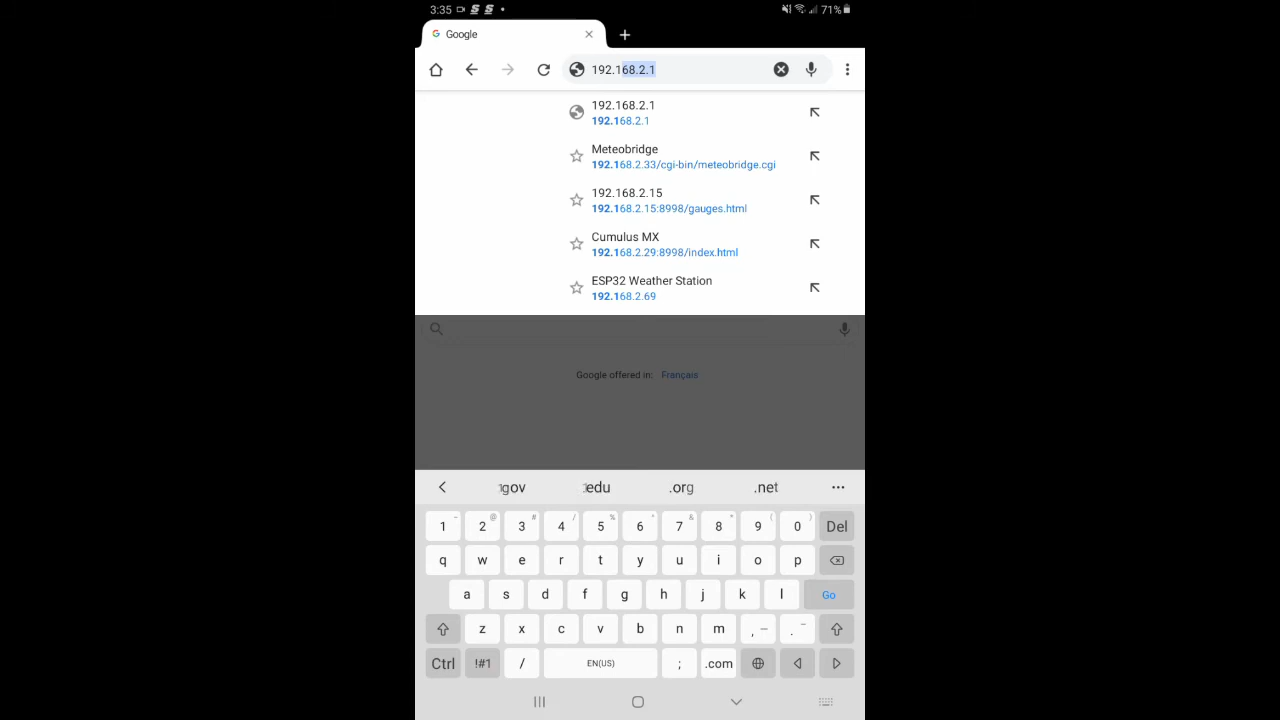 3:35
71%
Google
192.168.2.1
192.168.2.1
192.168.2.1
Meteobridge
192.168.2.33/cgi-bin/meteobridge.cgi
192.168.2.15
192.168.2.15:8998/gauges.html
Cumulus MX
192.168.2.29:8998/index.html
ESP32 Weather Station
192.168.2.69
Google offered in: Français
.gov .edu .org .net ...
1 ~ 2 @ 3 # 4 / 5 % 6 ^ 7 & 8 * 9 ( 0 ) Del
q w e r t y u i o p
a s d f g h j k l Go
z x c v b n m , — . ‾
Ctrl !#1 / EN(US) ; .com